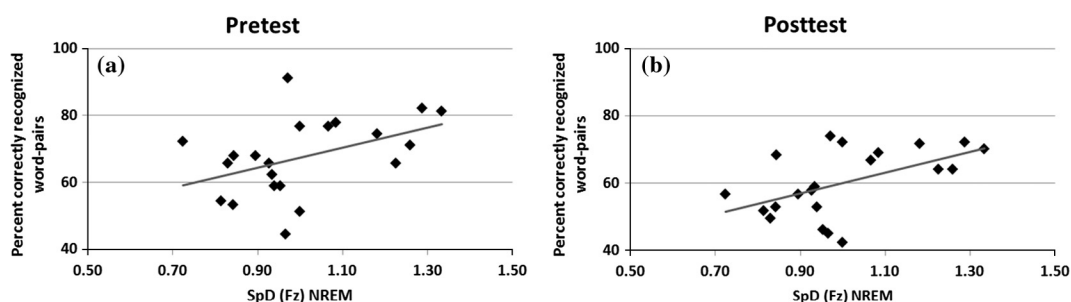 Pretest
Percent correctly recognized
word-pairs
100
80
60
40
(a)
0.50 0.70 0.90 1.10 1.30 1.50
SpD (Fz) NREM
Posttest
Percent correctly recognized
word-pairs
100
80
60
40
(b)
0.50 0.70 0.90 1.10 1.30 1.50
SpD (Fz) NREM